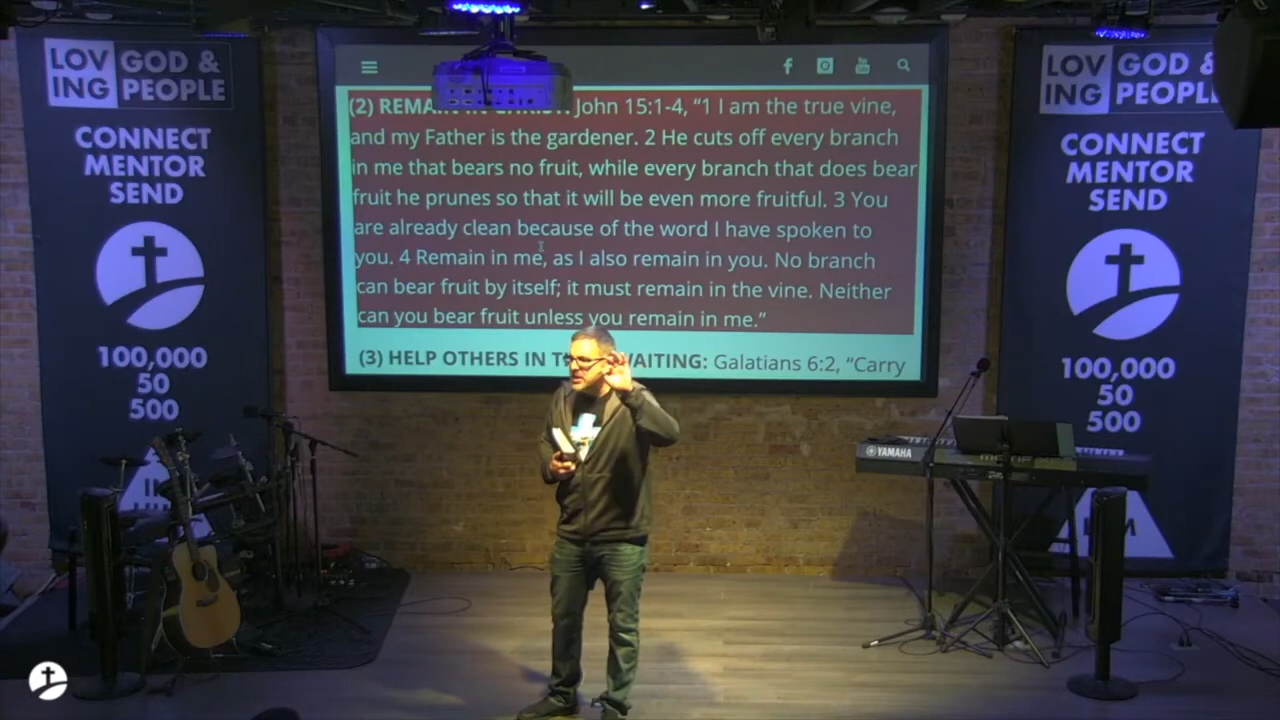 LOV
ING
GOD &
PEOPLE
CONNECT
MENTOR
SEND
100,000
50
500
(2) REMAIN IN CHRIST: John 15:1-4, “1 I am the true vine,
and my Father is the gardener. 2 He cuts off every branch
in me that bears no fruit, while every branch that does bear
fruit he prunes so that it will be even more fruitful. 3 You
are already clean because of the word I have spoken to
you. 4 Remain in me, as I also remain in you. No branch
can bear fruit by itself; it must remain in the vine. Neither
can you bear fruit unless you remain in me.”
(3) HELP OTHERS IN WAITING: Galatians 6:2, “Carry
LOV
ING
GOD &
PEOPL
CONNECT
MENTOR
SEND
100,000
50
500
YAMAHA